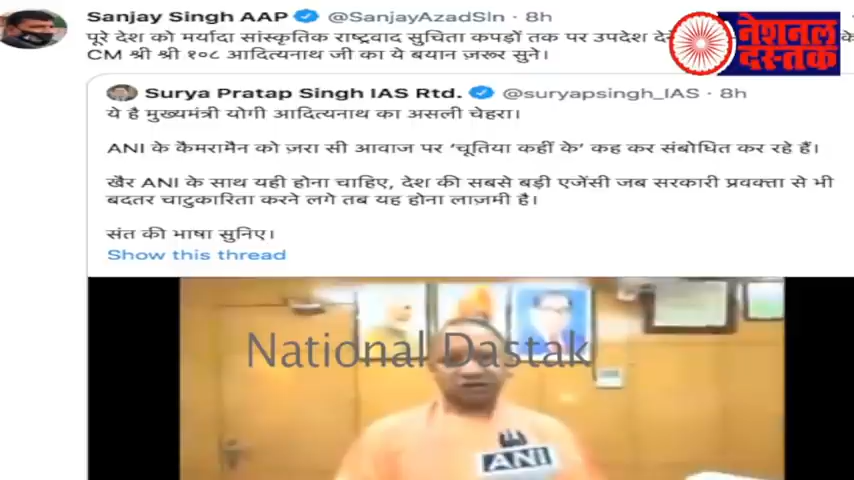 Sanjay Singh AAP @SanjayAzadSln · 8h
पूरे देश को मर्यादा सांस्कृतिक राष्ट्रवाद सुचिता कपड़ों तक पर उपदेश
CM श्री श्री १०८ आदित्यनाथ जी का ये बयान ज़रूर सुने।
नेशनल
दस्तक
Surya Pratap Singh IAS Rtd. @suryapsingh_IAS · 8h
ये है मुख्यमंत्री योगी आदित्यनाथ का असली चेहरा।
ANI के कैमरामैन को ज़रा सी आवाज पर ‘चूतिया कहीं के’ कह कर संबोधित कर रहे हैं।
खैर ANI के साथ यही होना चाहिए, देश की सबसे बड़ी एजेंसी जब सरकारी प्रवक्ता से भी
बदतर चाटुकारिता करने लगे तब यह होना लाज़मी है।
संत की भाषा सुनिए।
Show this thread
National Dastak
ANI